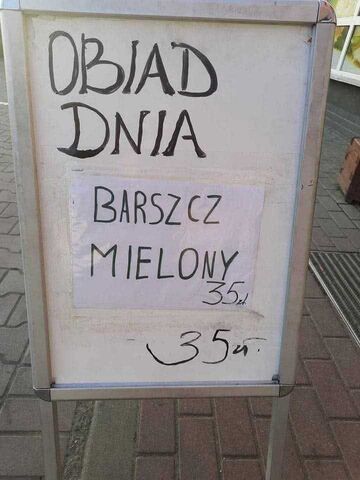 OBIAD
DNIA
BARSZCZ
MIELONY
35zł.
35zł.